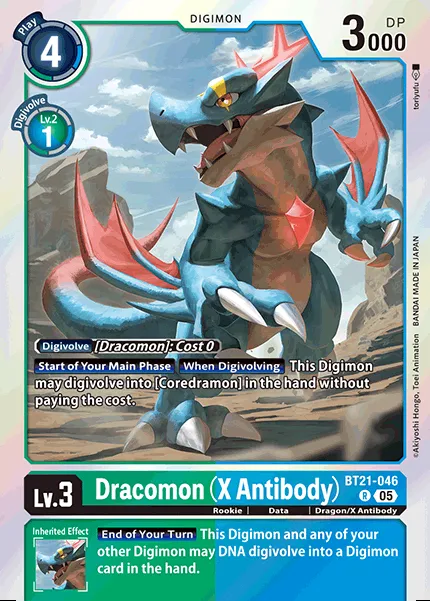 DIGIMON
Play
4
3000
DP
Digivolve
Lv.2
1
toriyufu
©Akiyoshi Hongo, Toei Animation BANDAI MADE IN JAPAN
Digivolve [Dracomon]: Cost 0
Start of Your Main Phase When Digivolving This Digimon
may digivolve into [Coredramon] in the hand without
paying the cost.
Lv.3
Dracomon (X Antibody)
BT21-046
R 05
Rookie | Data | Dragon/X Antibody
Inherited Effect
End of Your Turn This Digimon and any of your
other Digimon may DNA digivolve into a Digimon
card in the hand.